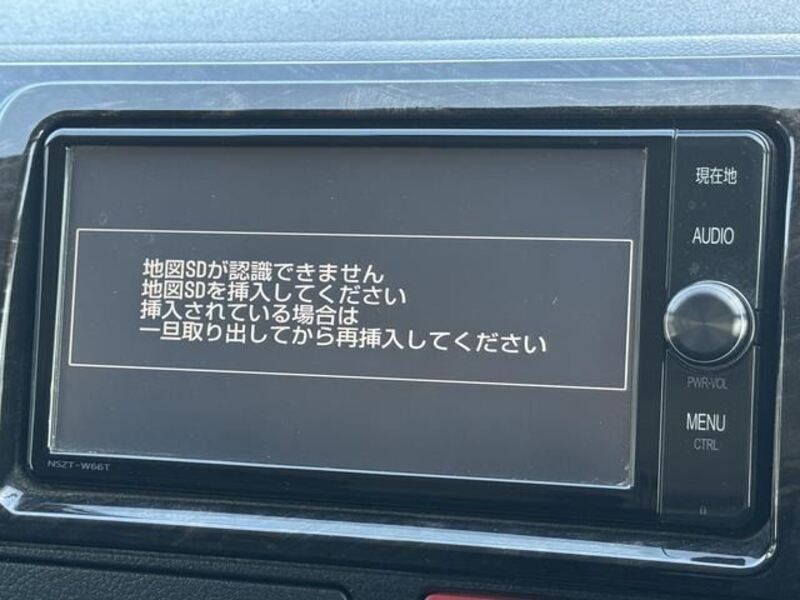 地図SDが認識できません
地図SDを挿入してください
挿入されている場合は
一旦取り出してから再挿入してください
NSZT-W66T
現在地
AUDIO
PWR-VOL
MENU
CTRL